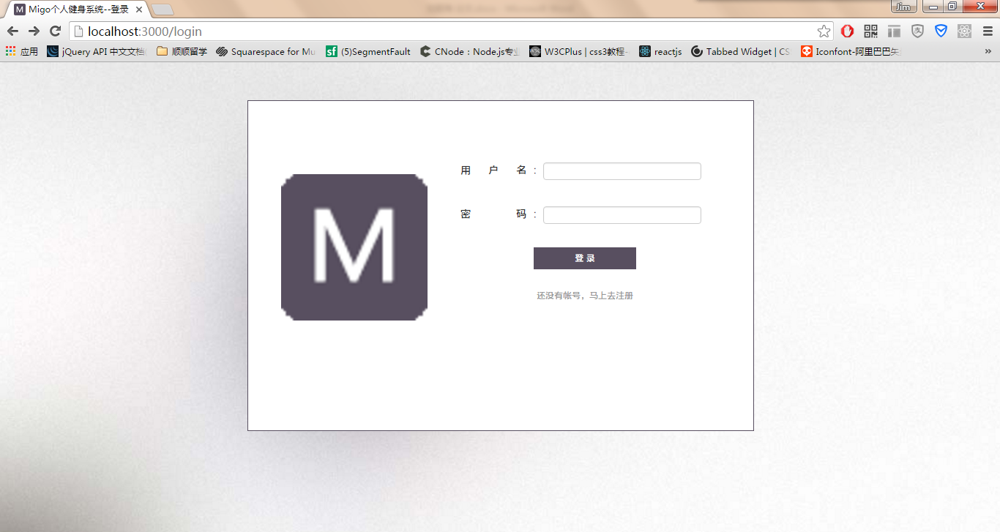 M Migo个人健身系统--登录
Jim
localhost:3000/login
应用 jQuery API 中文文档 顺顺留学 Squarespace for Mu sf (5)SegmentFault CNode：Node.js专业 W3C W3CPlus | css3教程- reactjs Tabbed Widget | CS Iconfont-阿里巴巴矢 »
M
用户名：
密码：
登 录
还没有帐号，马上去注册